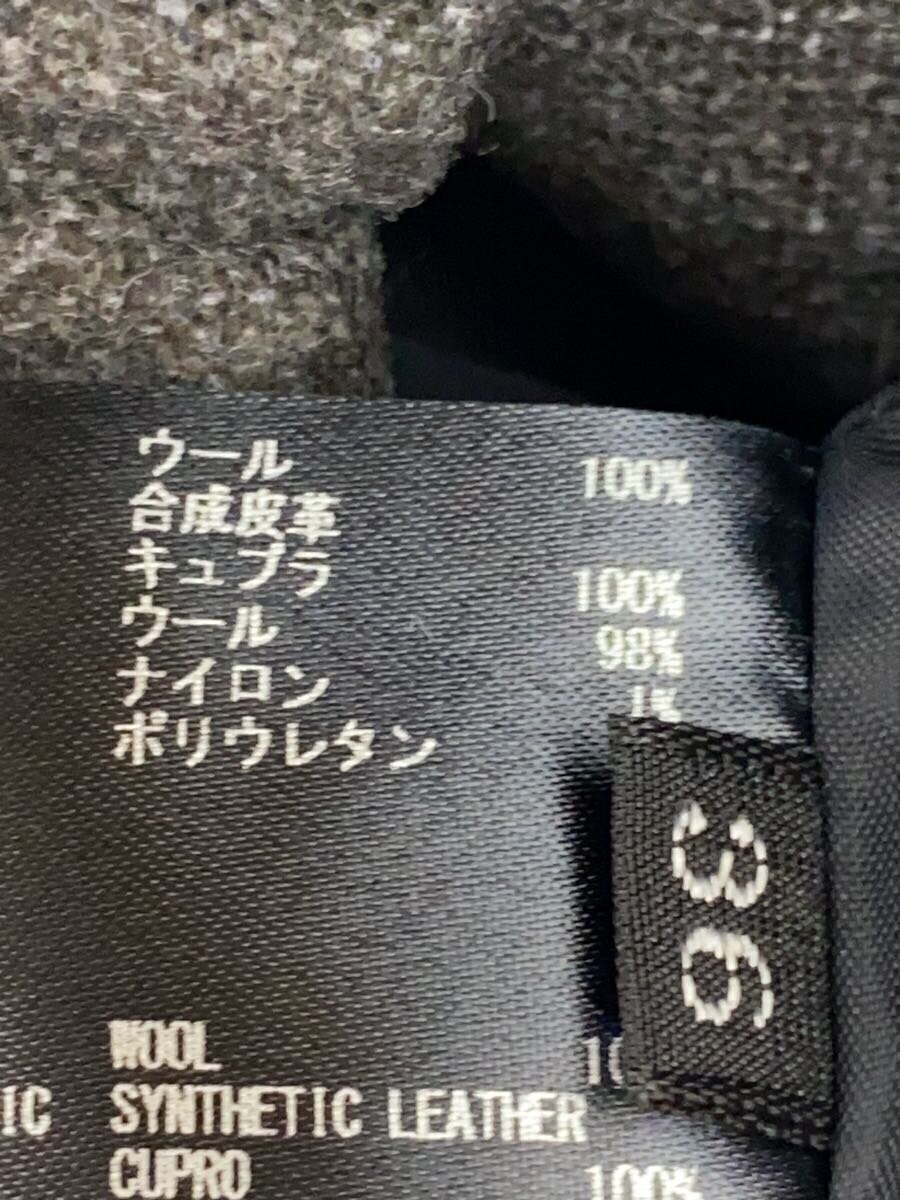 ウール 100%
合成皮革
キュプラ 100%
ウール 98%
ナイロン 1%
ポリウレタン
36
WOOL
IC SYNTHETIC LEATHER
CUPRO 100%